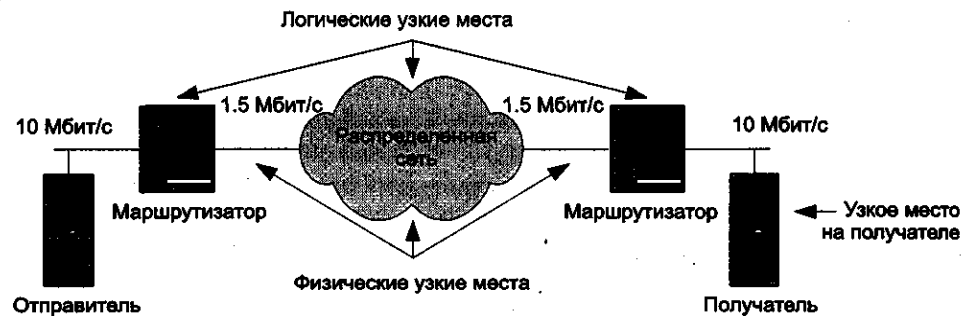 Логические узкие места
10 Мбит/с
1.5 Мбит/с
1.5 Мбит/с
10 Мбит/с
Распределенная
сеть
Маршрутизатор
Маршрутизатор
Узкое место
на получателе
Физические узкие места
Отправитель
Получатель